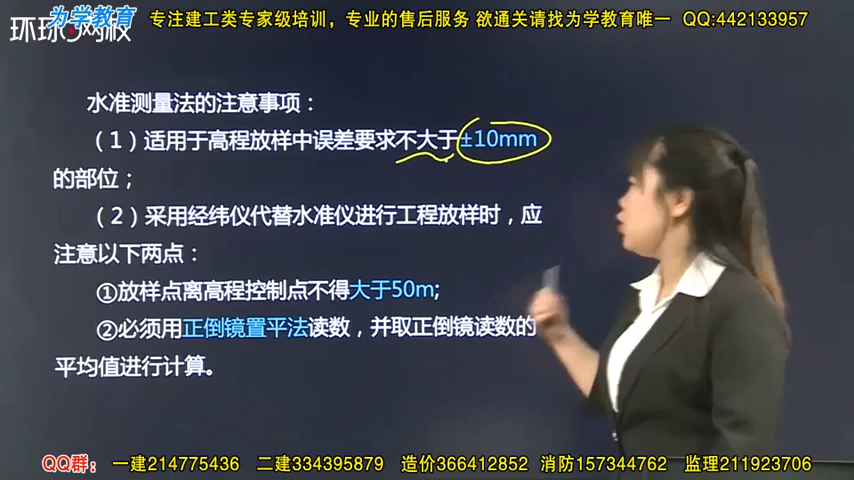 为学教育
专注建工类专家级培训，专业的售后服务 欲通关请找为学教育唯一 QQ:442133957
环球网校
水准测量法的注意事项：
（1）适用于高程放样中误差要求不大于±10mm
的部位；
（2）采用经纬仪代替水准仪进行工程放样时，应
注意以下两点：
①放样点离高程控制点不得大于50m;
②必须用正倒镜置平法读数，并取正倒镜读数的
平均值进行计算。
QQ群： 一建214775436 二建334395879 造价366412852 消防157344762 监理211923706